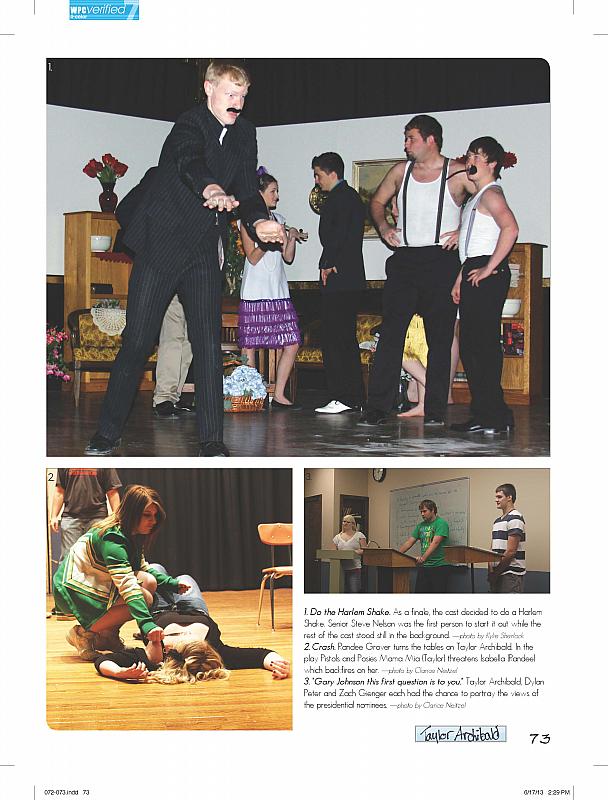 WPC verified 7
4-color
1.
2.
3.
1. Do the Harlem Shake. As a finale, the cast decided to do a Harlem
Shake. Senior Steve Nelson was the first person to start it out while the
rest of the cast stood still in the background. —photo by Kylie Sherlock
2. Crash. Pandee Graver turns the tables on Taylor Archibald. In the
play Pistols and Posies Mama Mia (Taylor) threatens Isabella (Pandee)
which backfires on her. —photo by Clarice Neitzel
3. "Gary Johnson this first question is to you." Taylor Archibald, Dylan
Peter and Zach Gienger each had the chance to portray the views of
the presidential nominees. —photo by Clarice Neitzel
Taylor Archibald
73
072-073.indd 73
6/17/13 2:29 PM